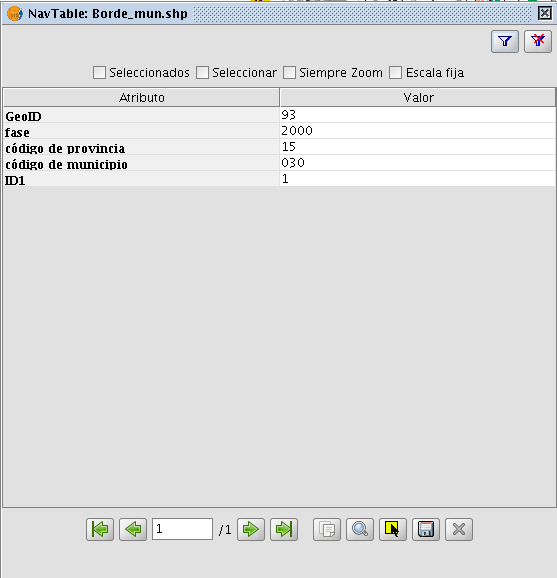 NavTable: Borde_mun.shp
Seleccionados Seleccionar Siempre Zoom Escala fija
Atributo Valor
GeoID 93
fase 2000
código de provincia 15
código de municipio 030
ID1 1
1 /1